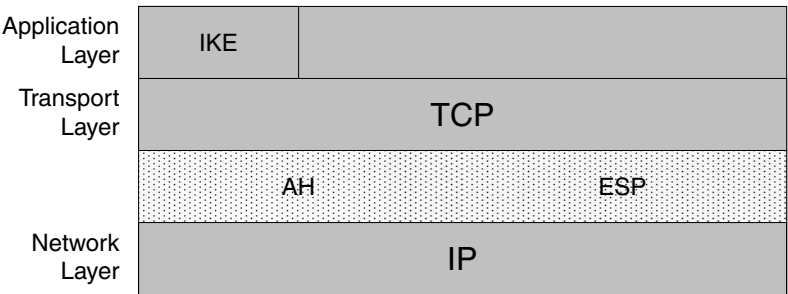 Application
Layer
IKE
Transport
Layer
TCP
AH ESP
Network
Layer
IP